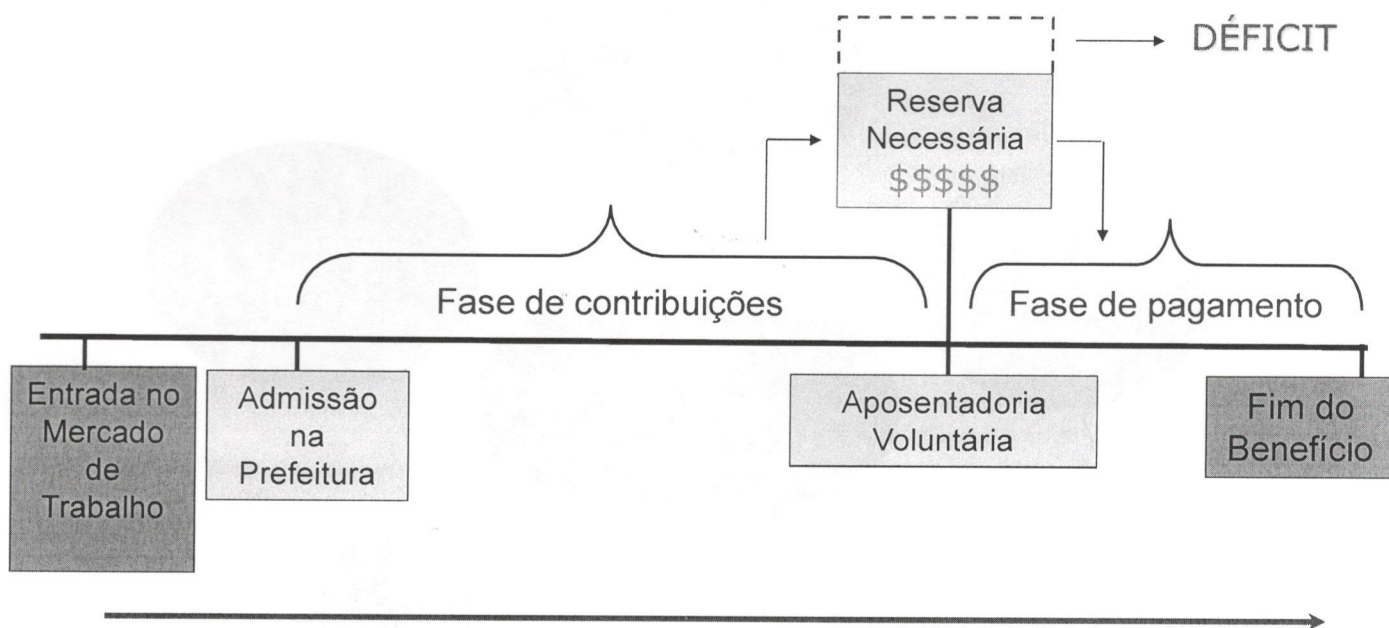 DÉFICIT
Reserva
Necessária
$$$$$
Fase de contribuições
Fase de pagamento
Entrada no
Mercado
de
Trabalho
Admissão
na
Prefeitura
Aposentadoria
Voluntária
Fim do
Benefício